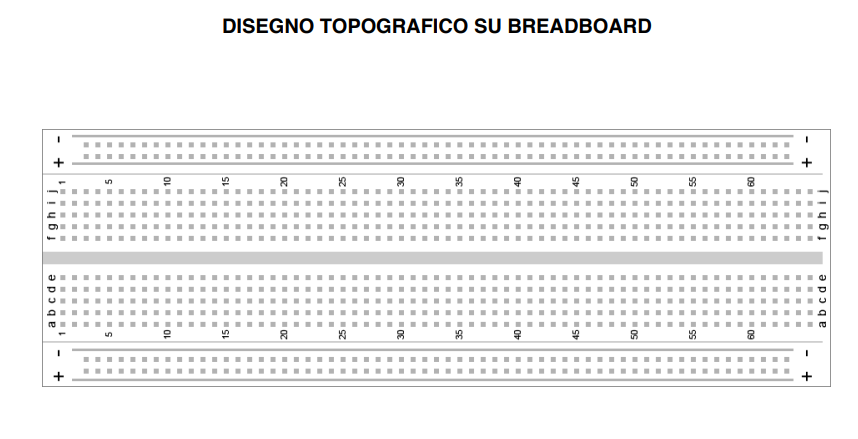 DISEGNO TOPOGRAFICO SU BREADBOARD
- -
+ +
1 5 10 15 20 25 30 35 40 45 50 55 60
f g h i j f g h i j
a b c d e a b c d e
1 5 10 15 20 25 30 35 40 45 50 55 60
- -
+ +